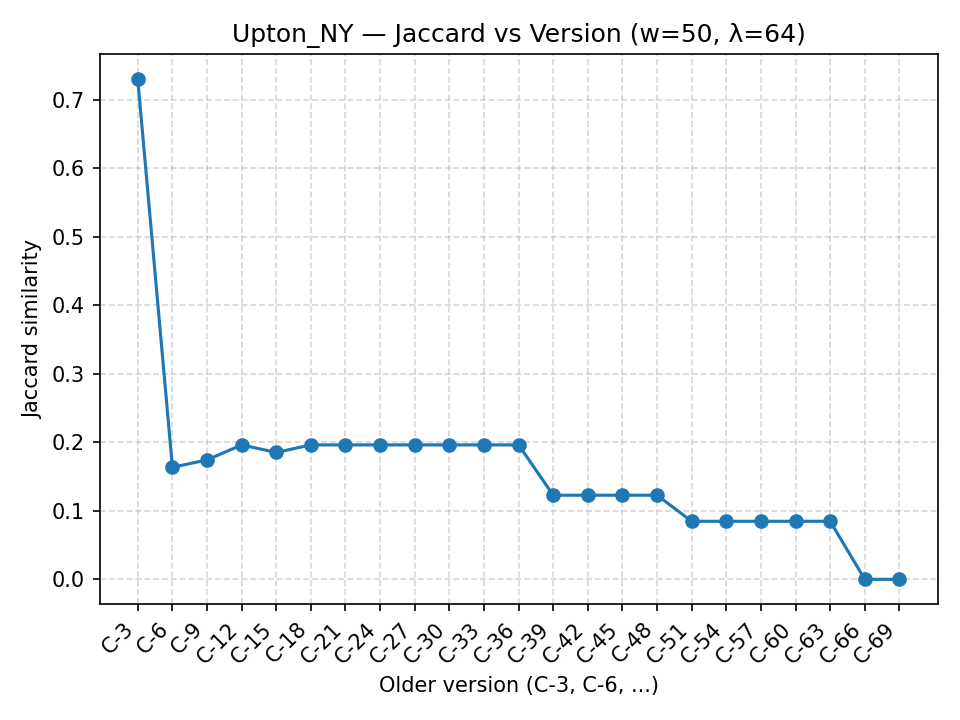 Upton_NY — Jaccard vs Version (w=50, λ=64)
Jaccard similarity
0.7
0.6
0.5
0.4
0.3
0.2
0.1
0.0
C-3 C-6 C-9 C-12 C-15 C-18 C-21 C-24 C-27 C-30 C-33 C-36 C-39 C-42 C-45 C-48 C-51 C-54 C-57 C-60 C-63 C-66 C-69
Older version (C-3, C-6, ...)